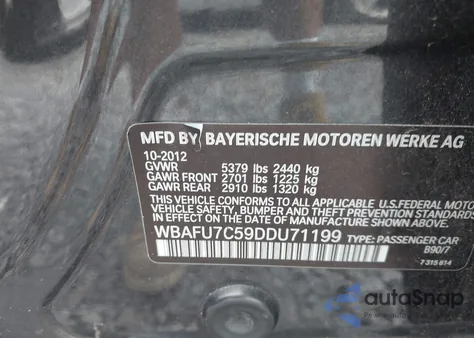 MFD BY BAYERISCHE MOTOREN WERKE AG
10-2012
GVWR 5379 lbs 2440 kg
GAWR FRONT 2701 lbs 1225 kg
GAWR REAR 2910 lbs 1320 kg
THIS VEHICLE CONFORMS TO ALL APPLICABLE U.S. FEDERAL MOTOR
VEHICLE SAFETY, BUMPER AND THEFT PREVENTION STANDARDS IN
EFFECT ON THE DATE OF MANUFACTURE SHOWN ABOVE.
WBAFU7C59DDU71199 TYPE: PASSENGER CAR
B90/7
7315814
autoSnap